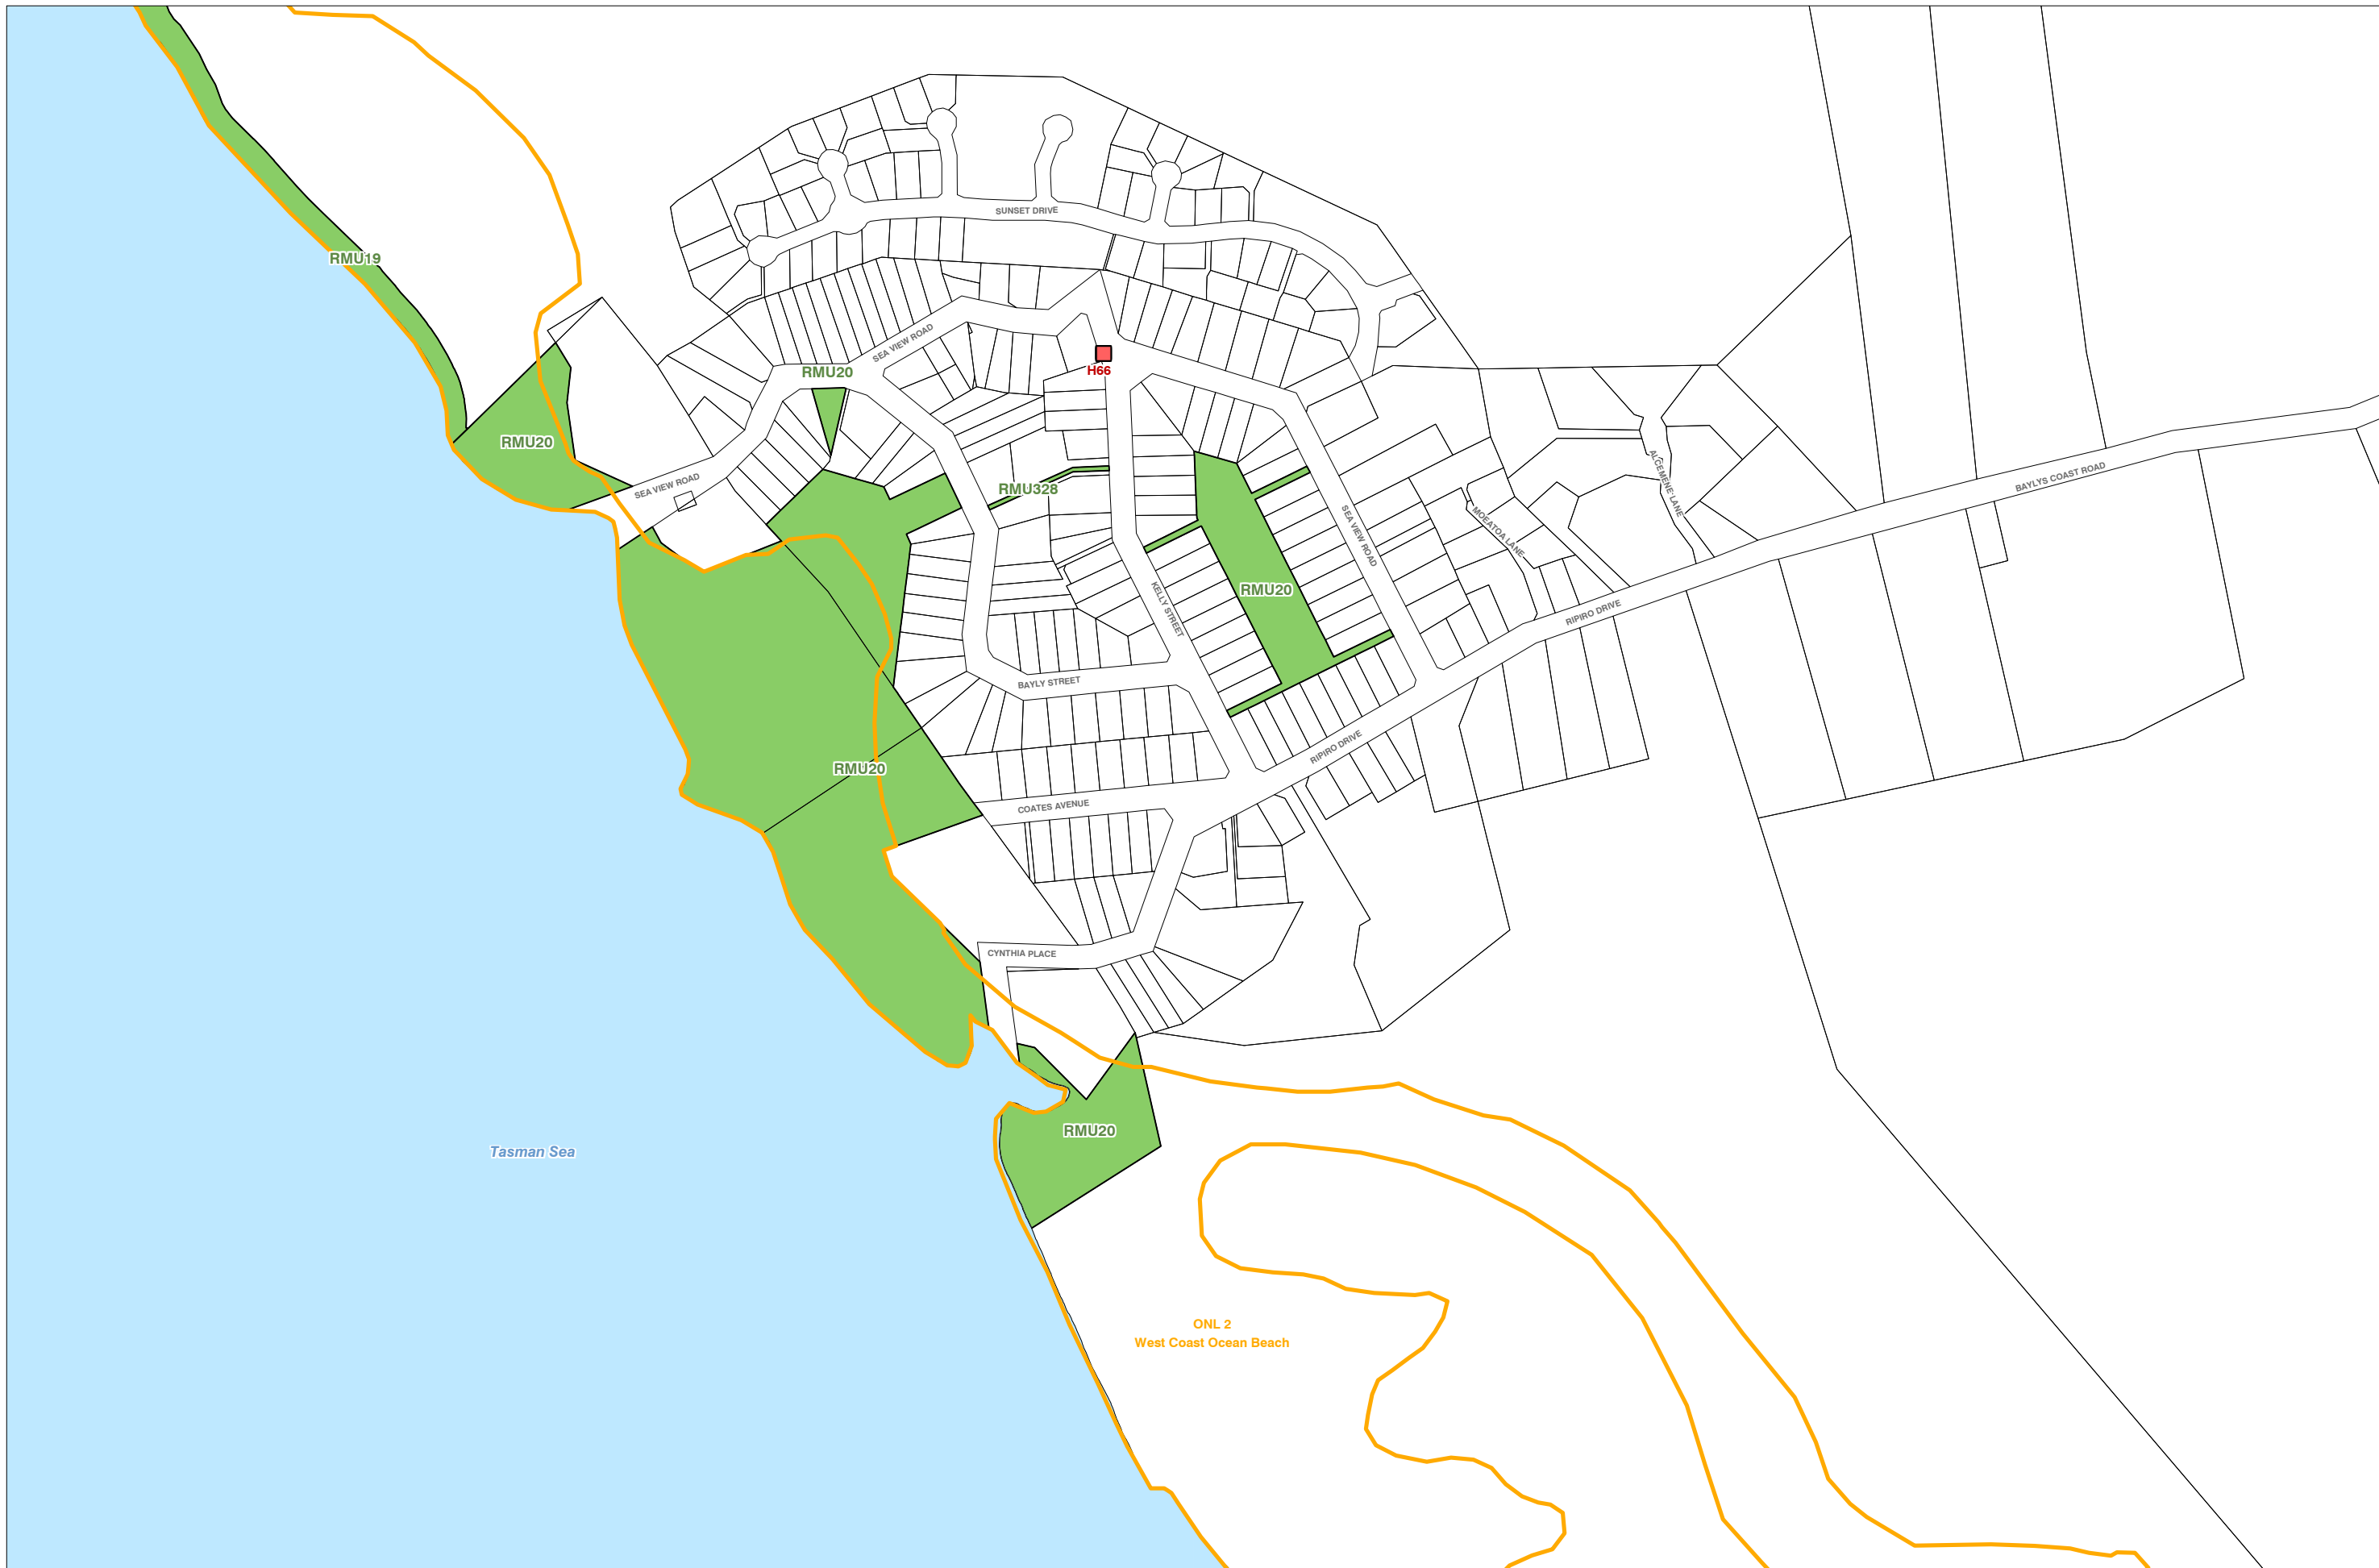 SUNSET DRIVE
RMU19
SEA VIEW ROAD
H66
RMU20
RMU20
ALCEMENE LANE
BAYLYS COAST ROAD
SEA VIEW ROAD
RMU328
MOEATOA LANE
SEA VIEW ROAD
RMU20
KELLY STREET
RIPIRO DRIVE
BAYLY STREET
RIPIRO DRIVE
RMU20
COATES AVENUE
CYNTHIA PLACE
RMU20
Tasman Sea
ONL 2
West Coast Ocean Beach